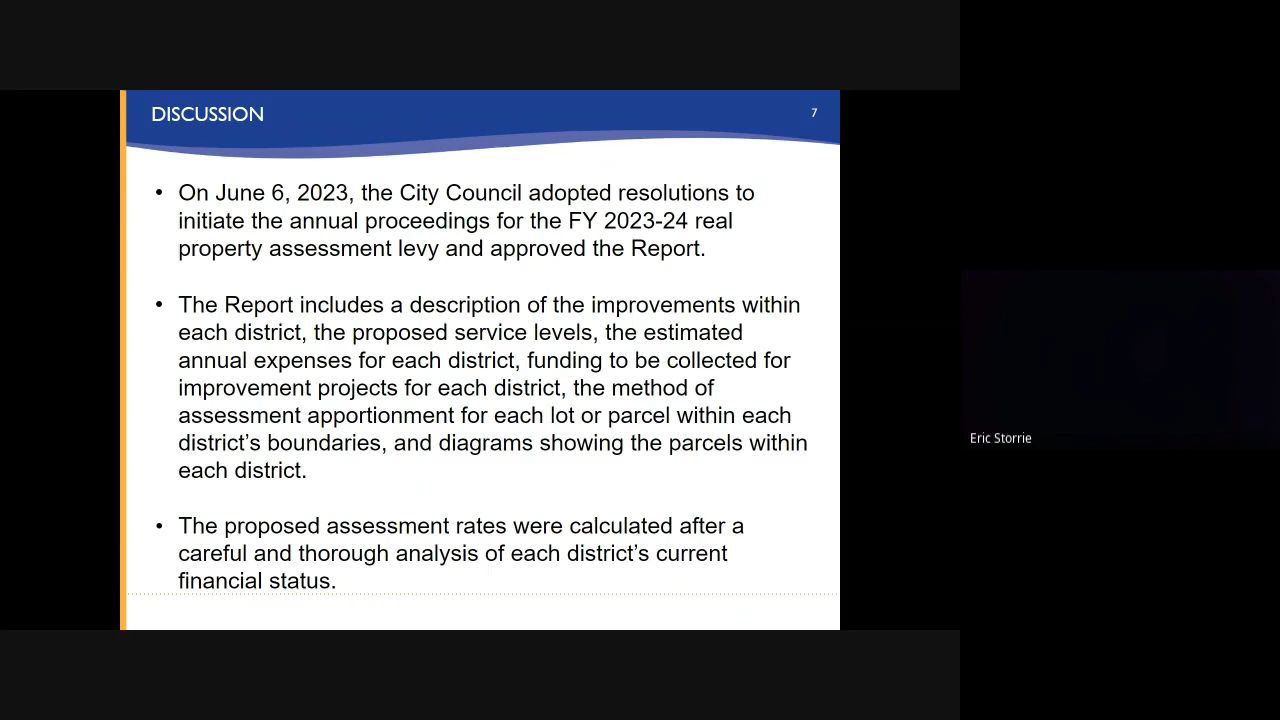 DISCUSSION
7
• On June 6, 2023, the City Council adopted resolutions to
initiate the annual proceedings for the FY 2023-24 real
property assessment levy and approved the Report.
• The Report includes a description of the improvements within
each district, the proposed service levels, the estimated
annual expenses for each district, funding to be collected for
improvement projects for each district, the method of
assessment apportionment for each lot or parcel within each
district’s boundaries, and diagrams showing the parcels within
each district.
• The proposed assessment rates were calculated after a
careful and thorough analysis of each district’s current
financial status.
Eric Storrie